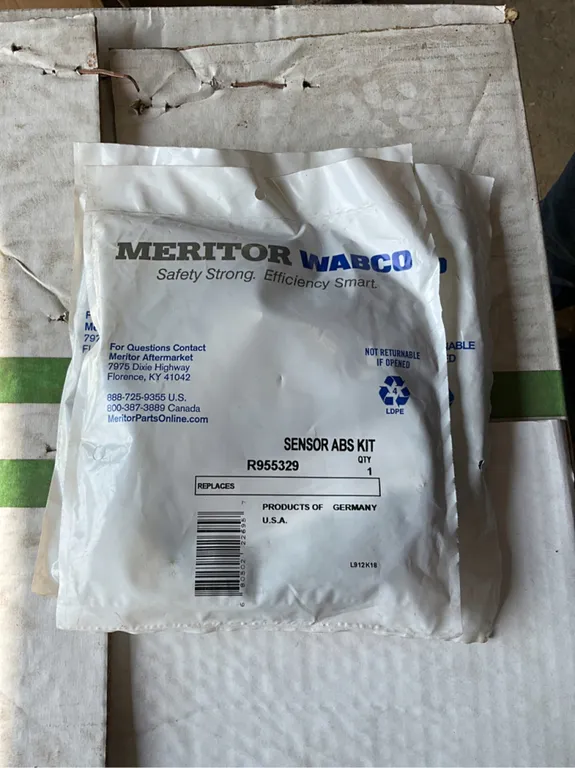 MERITOR WABCO
Safety Strong. Efficiency Smart.
For Questions Contact
Meritor Aftermarket
7975 Dixie Highway
Florence, KY 41042
888-725-9355 U.S.
800-387-3889 Canada
MeritorPartsOnline.com
NOT RETURNABLE
IF OPENED
4
LDPE
SENSOR ABS KIT
R955329
QTY
1
REPLACES
PRODUCTS OF GERMANY
U.S.A.
L912K16